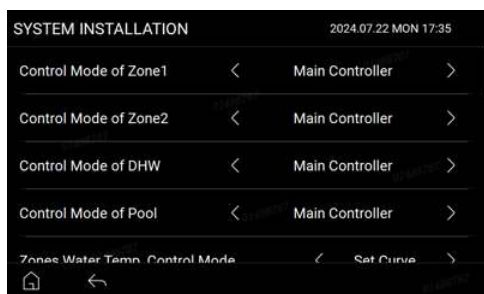 SYSTEM INSTALLATION 2024.07.22 MON 17:35
Control Mode of Zone1 < Main Controller >
Control Mode of Zone2 < Main Controller >
Control Mode of DHW < Main Controller >
Control Mode of Pool < Main Controller >
Zones Water Temp. Control Mode < Set Curve >